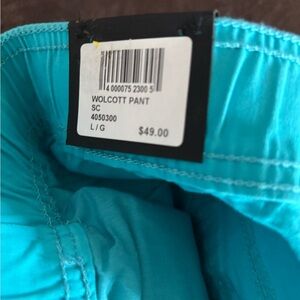 4 000075 2300 5
WOLCOTT PANT
SC
4050300
L / G $49.00